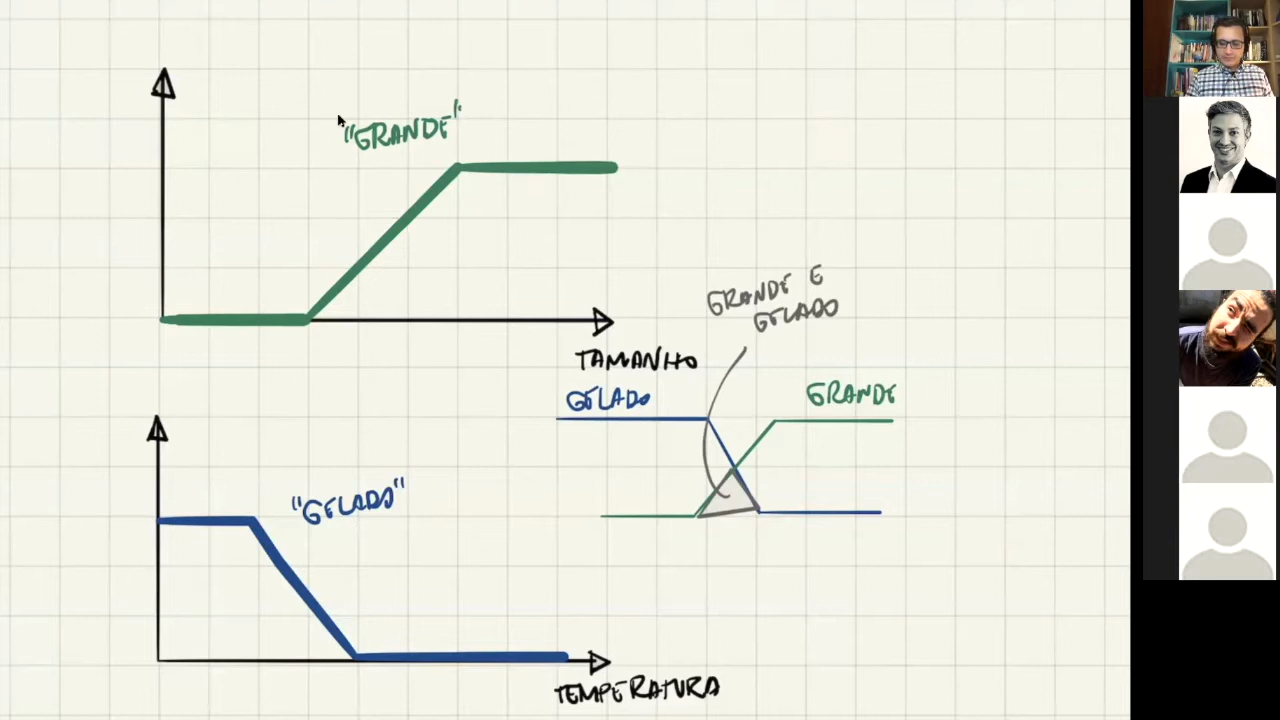 "GRANDE"
TAMANHO
GRANDE E
GELADO
GELADO
GRANDE
"GELADO"
TEMPERATURA